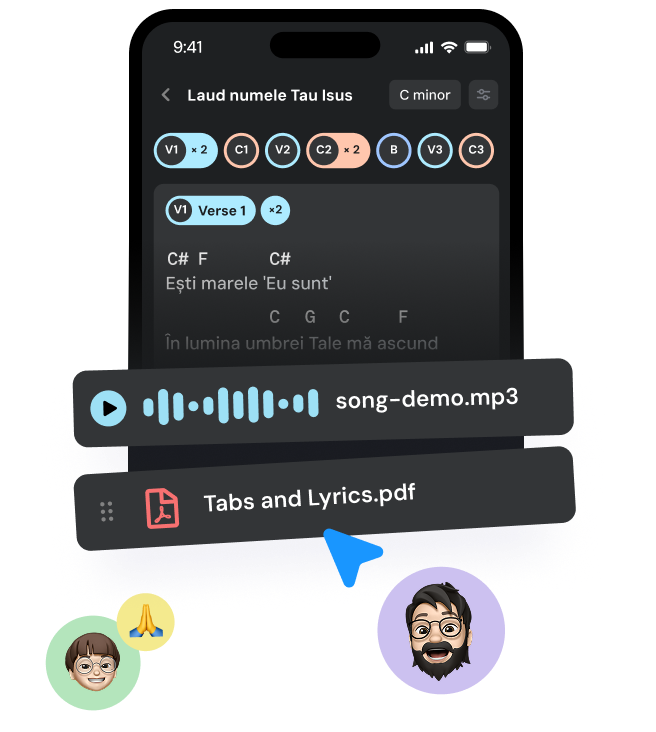 9:41
Laud numele Tau Isus
C minor
V1 × 2 C1 V2 C2 × 2 B V3 C3
V1 Verse 1 ×2
C# F C#
Ești marele 'Eu sunt'
C G C F
În lumina umbrei Tale mă ascund
song-demo.mp3
Tabs and Lyrics.pdf